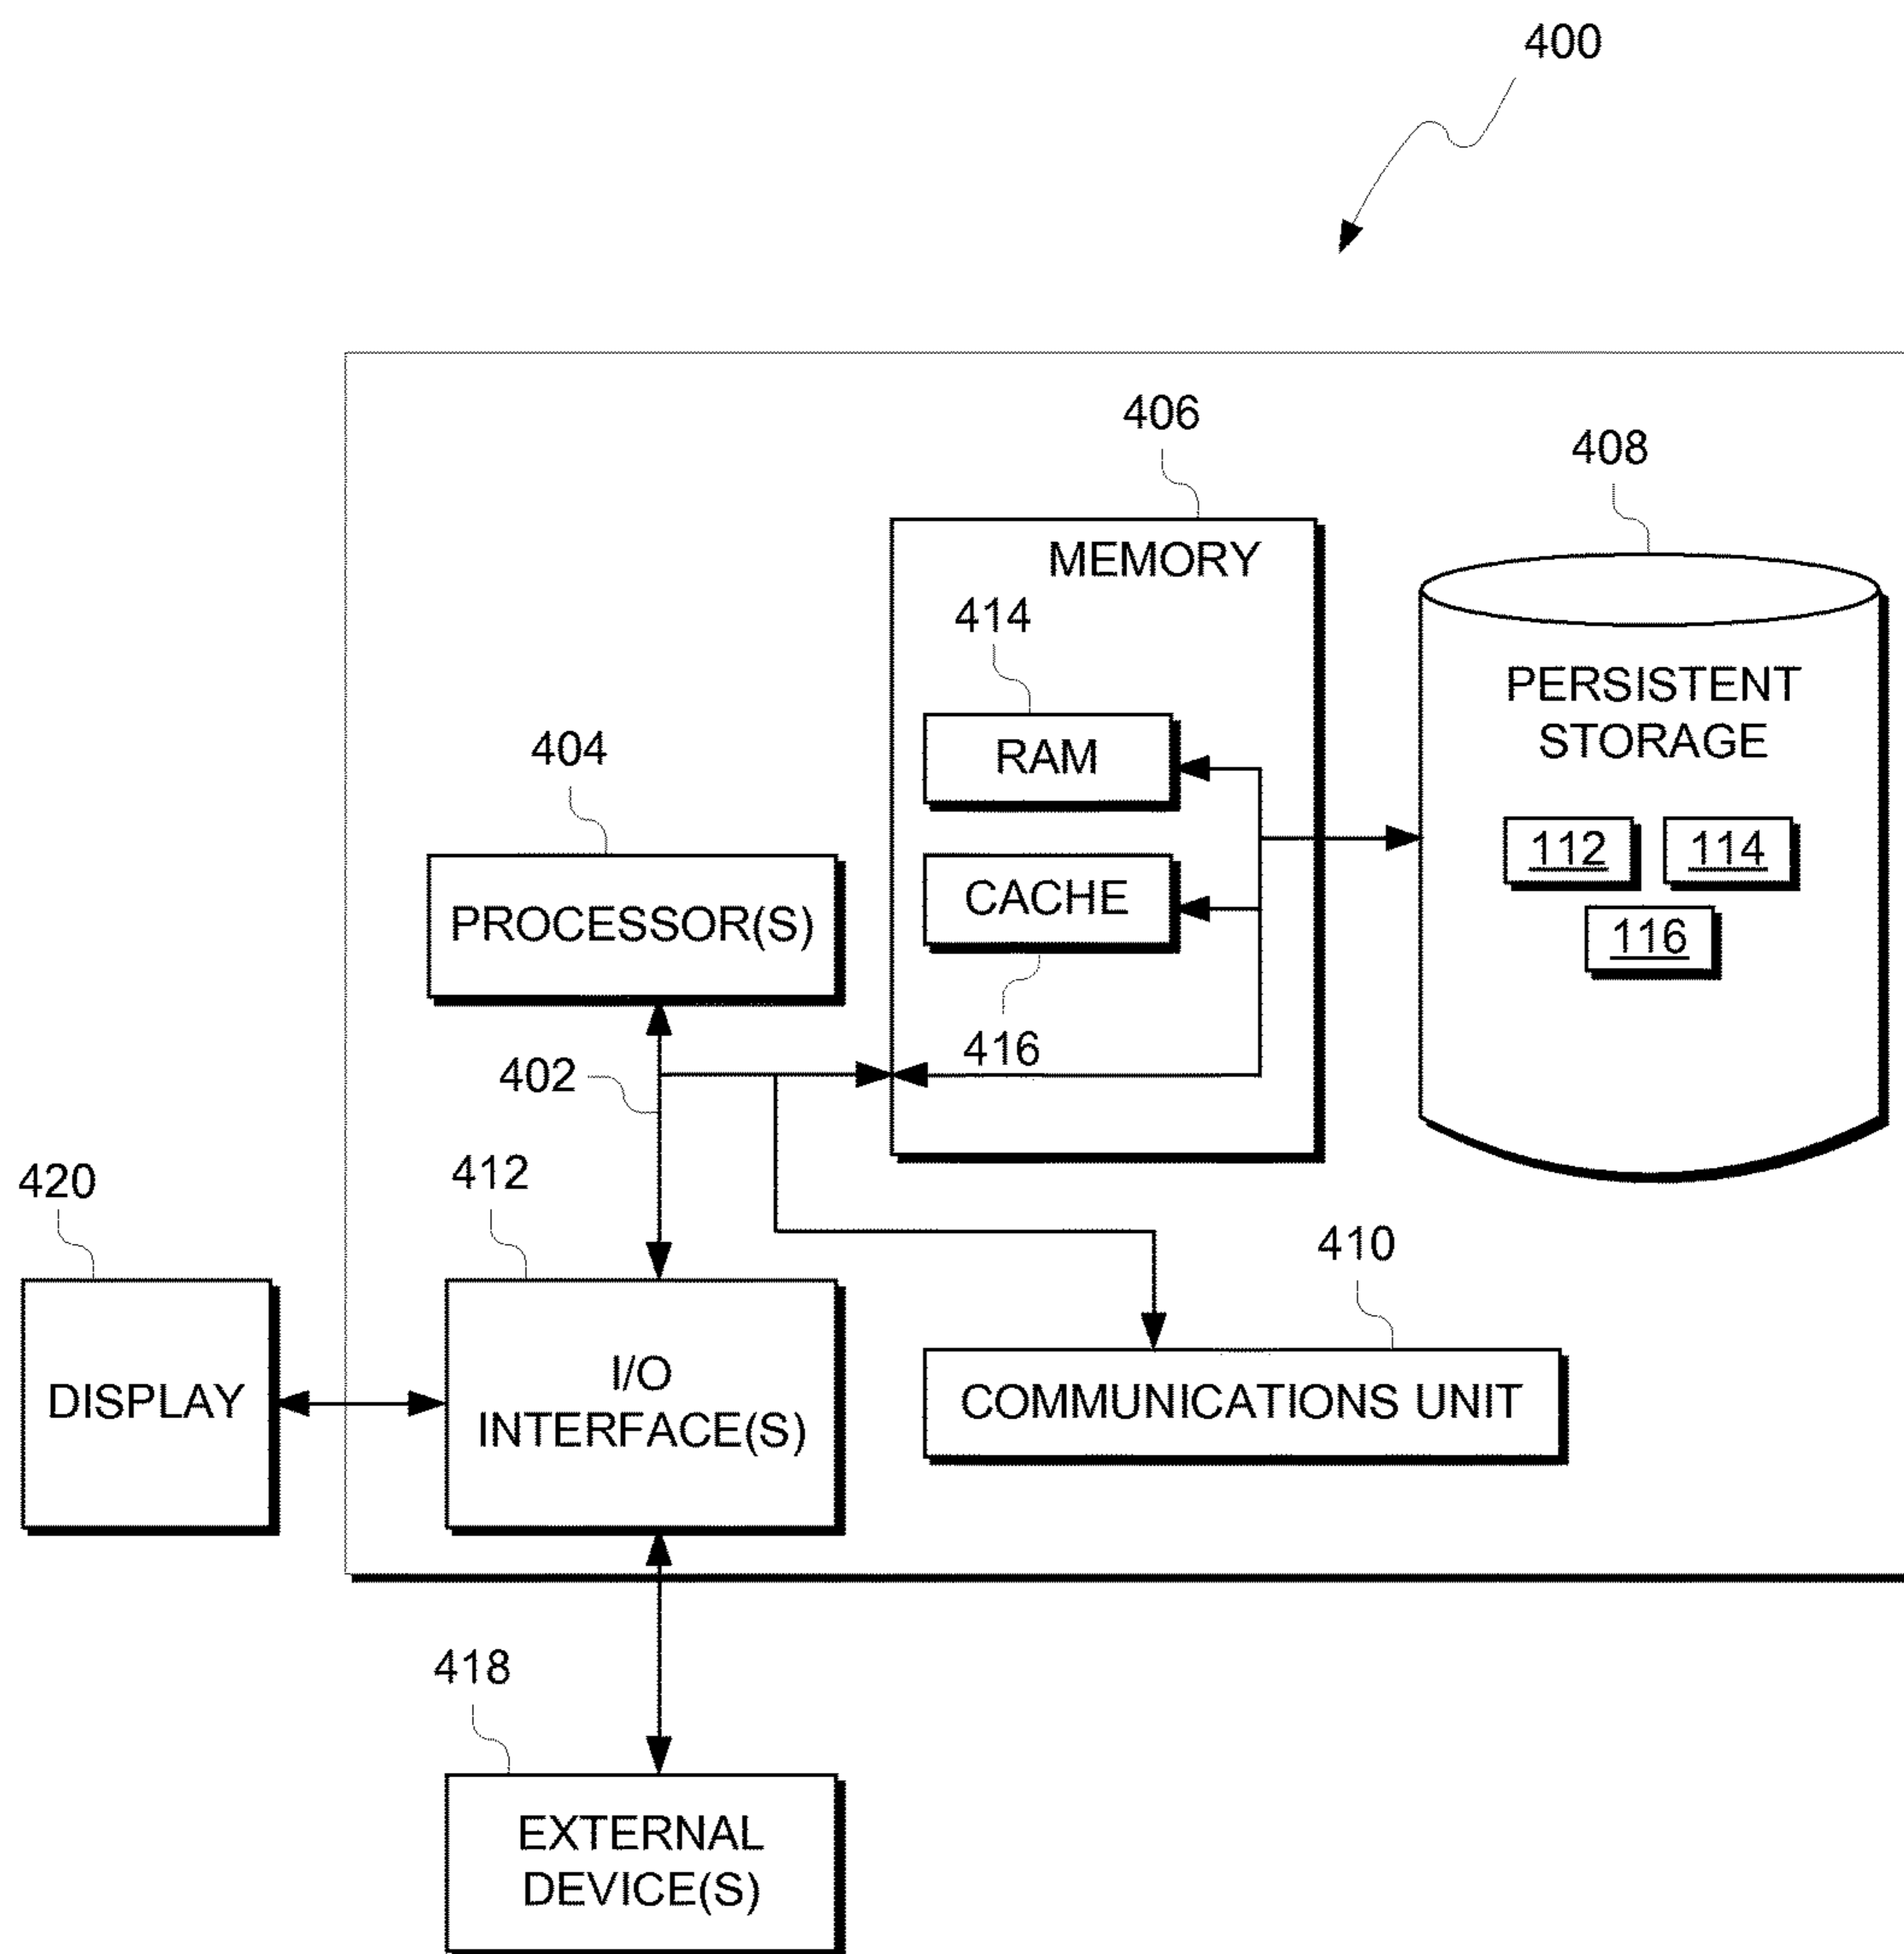 400
406
408
MEMORY
414
RAM
PERSISTENT
STORAGE
404
112
114
116
CACHE
PROCESSOR(S)
416
402
420
412
410
DISPLAY
I/O
INTERFACE(S)
COMMUNICATIONS UNIT
418
EXTERNAL
DEVICE(S)